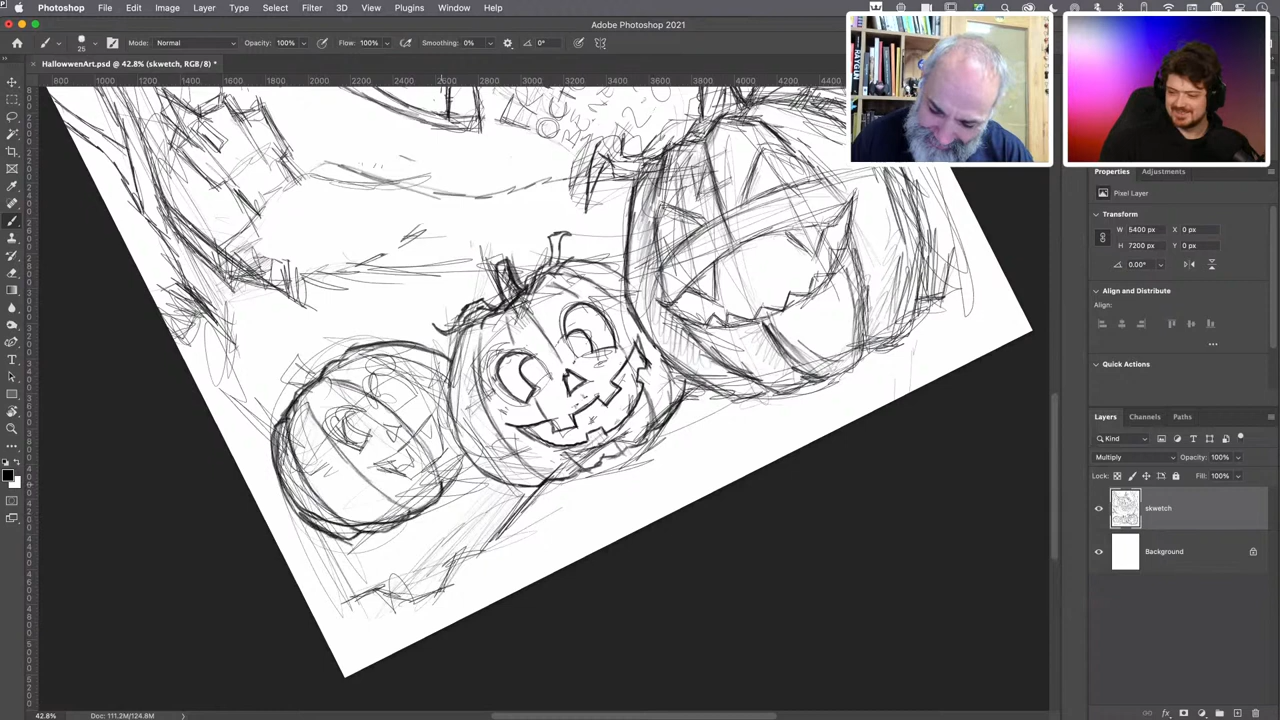 Photoshop File Edit Image Layer Type Select Filter 3D View Plugins Window Help
Adobe Photoshop 2021
25 Mode: Normal Opacity: 100% Flow: 100% Smoothing: 0% 0°
HallowwenArt.psd @ 42.8% (skwetch, RGB/8) *
800 1000 1200 1400 1600 1800 2000 2200 2400 2600 2800 3000 3200 3400 3600 3800 4000 4200 4400
RAYGUN
Properties Adjustments
Pixel Layer
Transform
W 5400 px X 0 px
H 7200 px Y 0 px
0.00°
Align and Distribute
Align:
Quick Actions
Layers Channels Paths
Kind
Multiply Opacity: 100%
Lock: Fill: 100%
skwetch
Background
42.8% Doc: 111.2M/124.8M